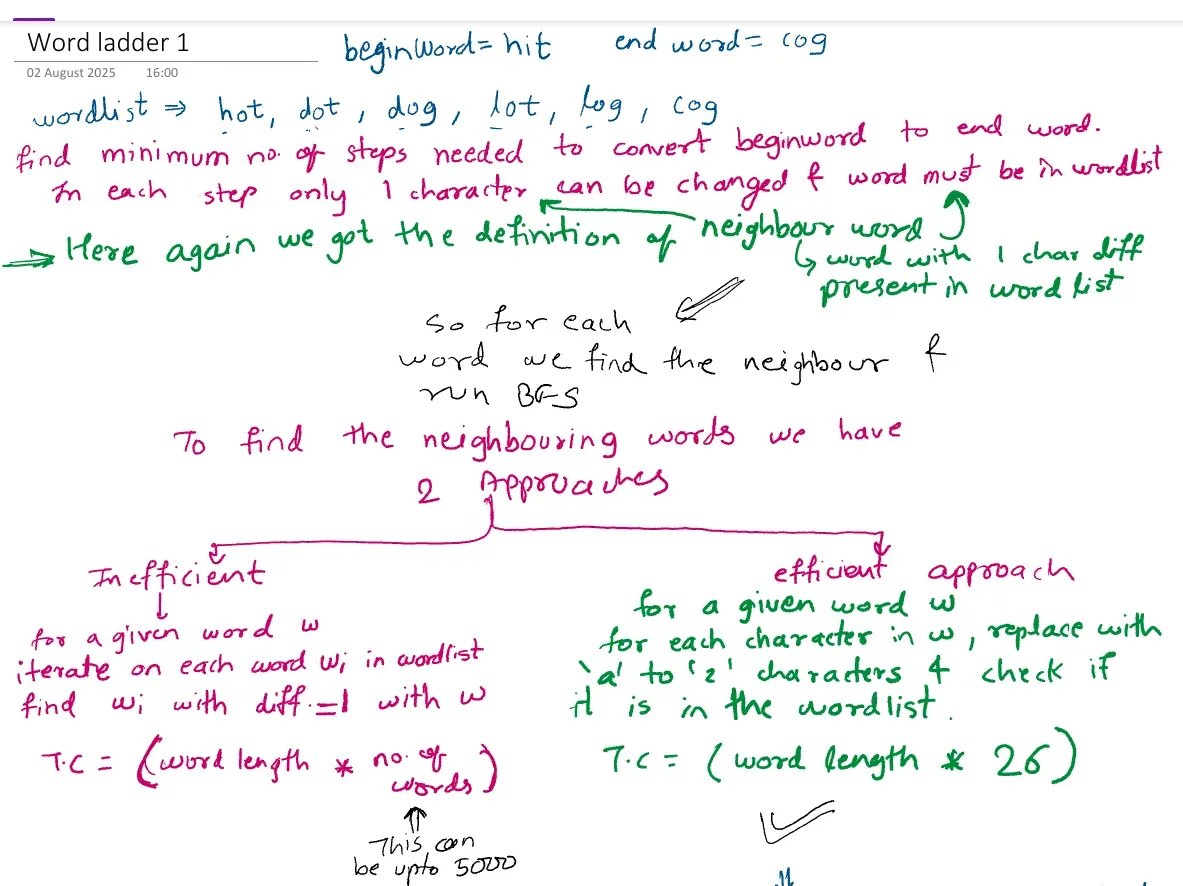 Word ladder 1
beginWord= hit end word= cog
02 August 2025 16:00
wordlist ⇒ hot, dot, dog, lot, log, cog
find minimum no. of steps needed to convert beginword to end word.
In each step only 1 character can be changed & word must be in wordlist
⇒ Here again we got the definition of neighbour word
↳ word with 1 char diff
present in word list
so for each
word we find the neighbour &
run BFS
To find the neighbouring words we have
2 Approaches
Inefficient
for a given word w
iterate on each word wi in wordlist
find wi with diff.=1 with w
T.C = (word length * no. of
words)
This can
be upto 5000
efficient approach
for a given word w
for each character in w, replace with
'a' to 'z' characters & check if
it is in the wordlist.
T.C = (word length * 26)